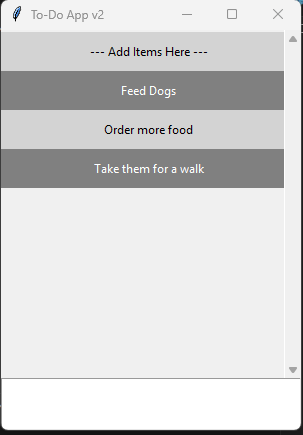 To-Do App v2
--- Add Items Here ---
Feed Dogs
Order more food
Take them for a walk